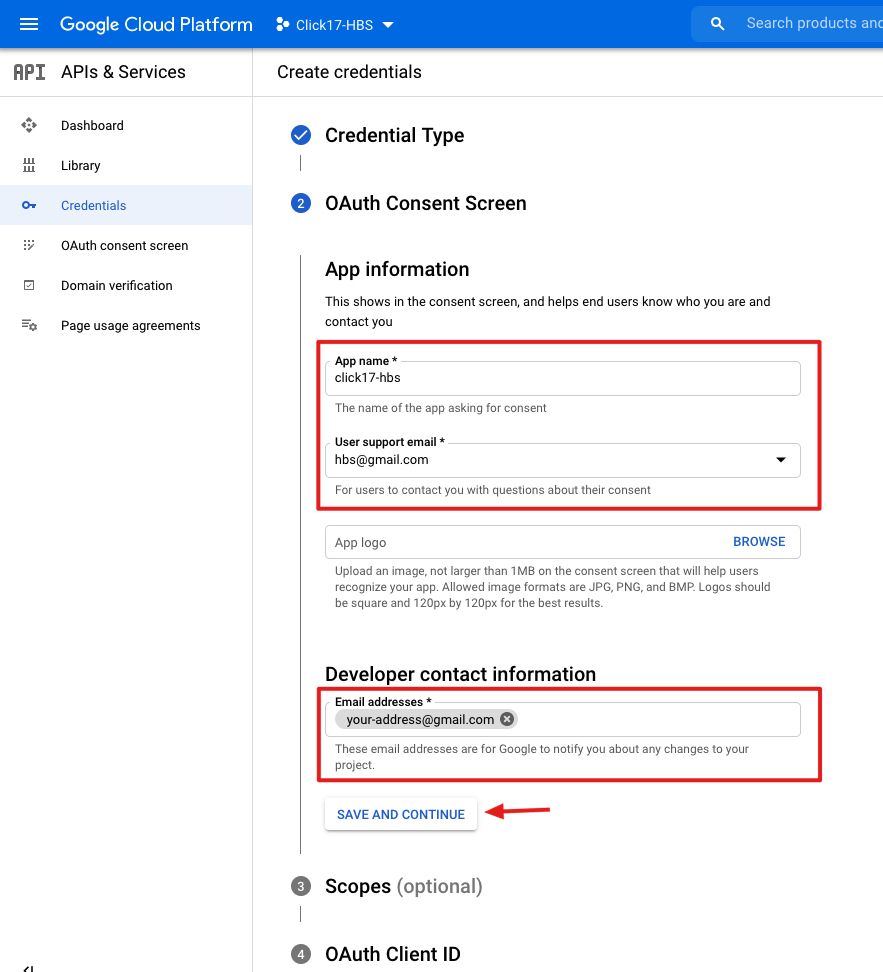 Google Cloud Platform
Click17-HBS
Search products and
API APIs & Services
Create credentials
Dashboard
Library
Credentials
OAuth consent screen
Domain verification
Page usage agreements
Credential Type
2 OAuth Consent Screen
App information
This shows in the consent screen, and helps end users know who you are and
contact you
App name *
click17-hbs
The name of the app asking for consent
User support email *
hbs@gmail.com
For users to contact you with questions about their consent
App logo BROWSE
Upload an image, not larger than 1MB on the consent screen that will help users
recognize your app. Allowed image formats are JPG, PNG, and BMP. Logos should
be square and 120px by 120px for the best results.
Developer contact information
Email addresses *
your-address@gmail.com
These email addresses are for Google to notify you about any changes to your
project.
SAVE AND CONTINUE
3 Scopes (optional)
4 OAuth Client ID